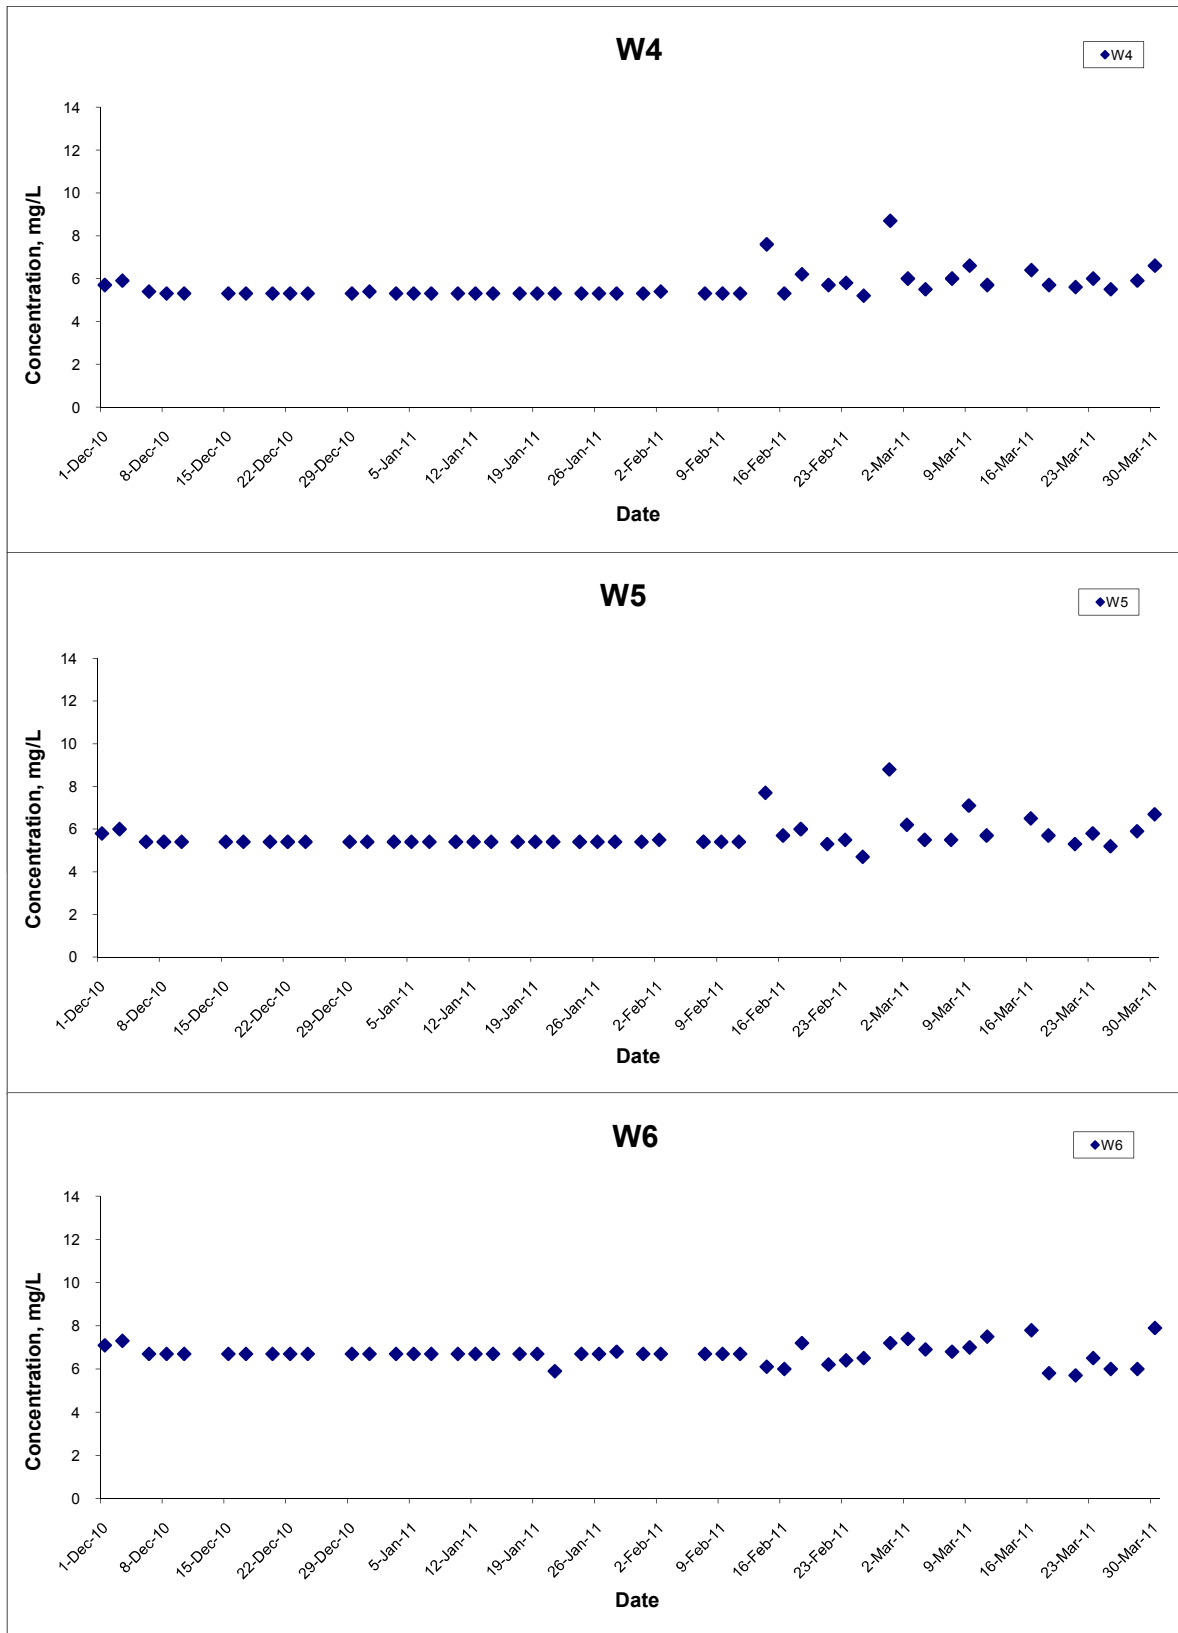 W4
W4
14
12
10
8
6
4
2
0
Concentration, mg/L
1-Dec-10 8-Dec-10 15-Dec-10 22-Dec-10 29-Dec-10 5-Jan-11 12-Jan-11 19-Jan-11 26-Jan-11 2-Feb-11 9-Feb-11 16-Feb-11 23-Feb-11 2-Mar-11 9-Mar-11 16-Mar-11 23-Mar-11 30-Mar-11
Date
W5
W5
14
12
10
8
6
4
2
0
Concentration, mg/L
1-Dec-10 8-Dec-10 15-Dec-10 22-Dec-10 29-Dec-10 5-Jan-11 12-Jan-11 19-Jan-11 26-Jan-11 2-Feb-11 9-Feb-11 16-Feb-11 23-Feb-11 2-Mar-11 9-Mar-11 16-Mar-11 23-Mar-11 30-Mar-11
Date
W6
W6
14
12
10
8
6
4
2
0
Concentration, mg/L
1-Dec-10 8-Dec-10 15-Dec-10 22-Dec-10 29-Dec-10 5-Jan-11 12-Jan-11 19-Jan-11 26-Jan-11 2-Feb-11 9-Feb-11 16-Feb-11 23-Feb-11 2-Mar-11 9-Mar-11 16-Mar-11 23-Mar-11 30-Mar-11
Date